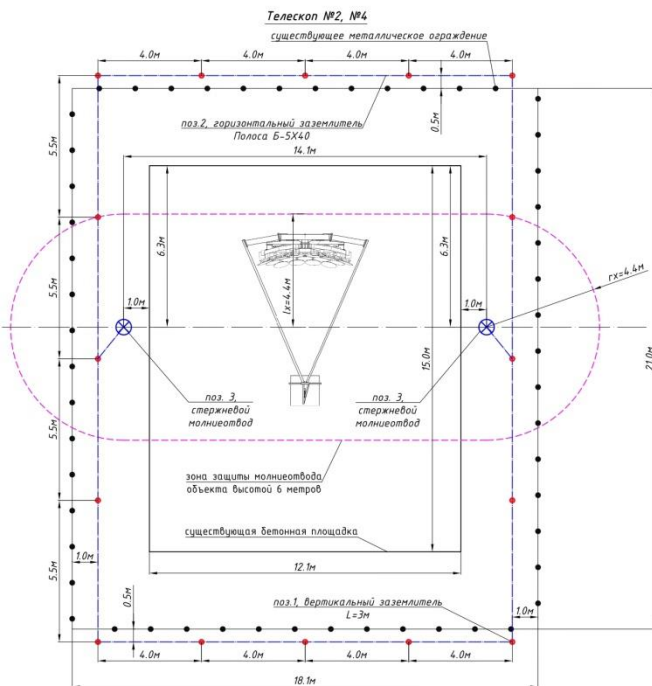 Телескоп №2, №4
существующее металлическое ограждение
4.0м 4.0м 4.0м 4.0м
поз.2, горизонтальный заземлитель
Полоса Б-5Х40
0.5м
14.1м
5.5м
6.3м
6.3м
lx=4.4м
rx=4.4м
1.0м
1.0м
5.5м
15.0м
21.0м
поз. 3,
стержневой
молниеотвод
поз. 3,
стержневой
молниеотвод
5.5м
зона защиты молниеотвода
объекта высотой 6 метров
существующая бетонная площадка
1.0м
12.1м
5.5м
0.5м
поз.1, вертикальный заземлитель
L=3м
1.0м
4.0м 4.0м 4.0м 4.0м
18.1м